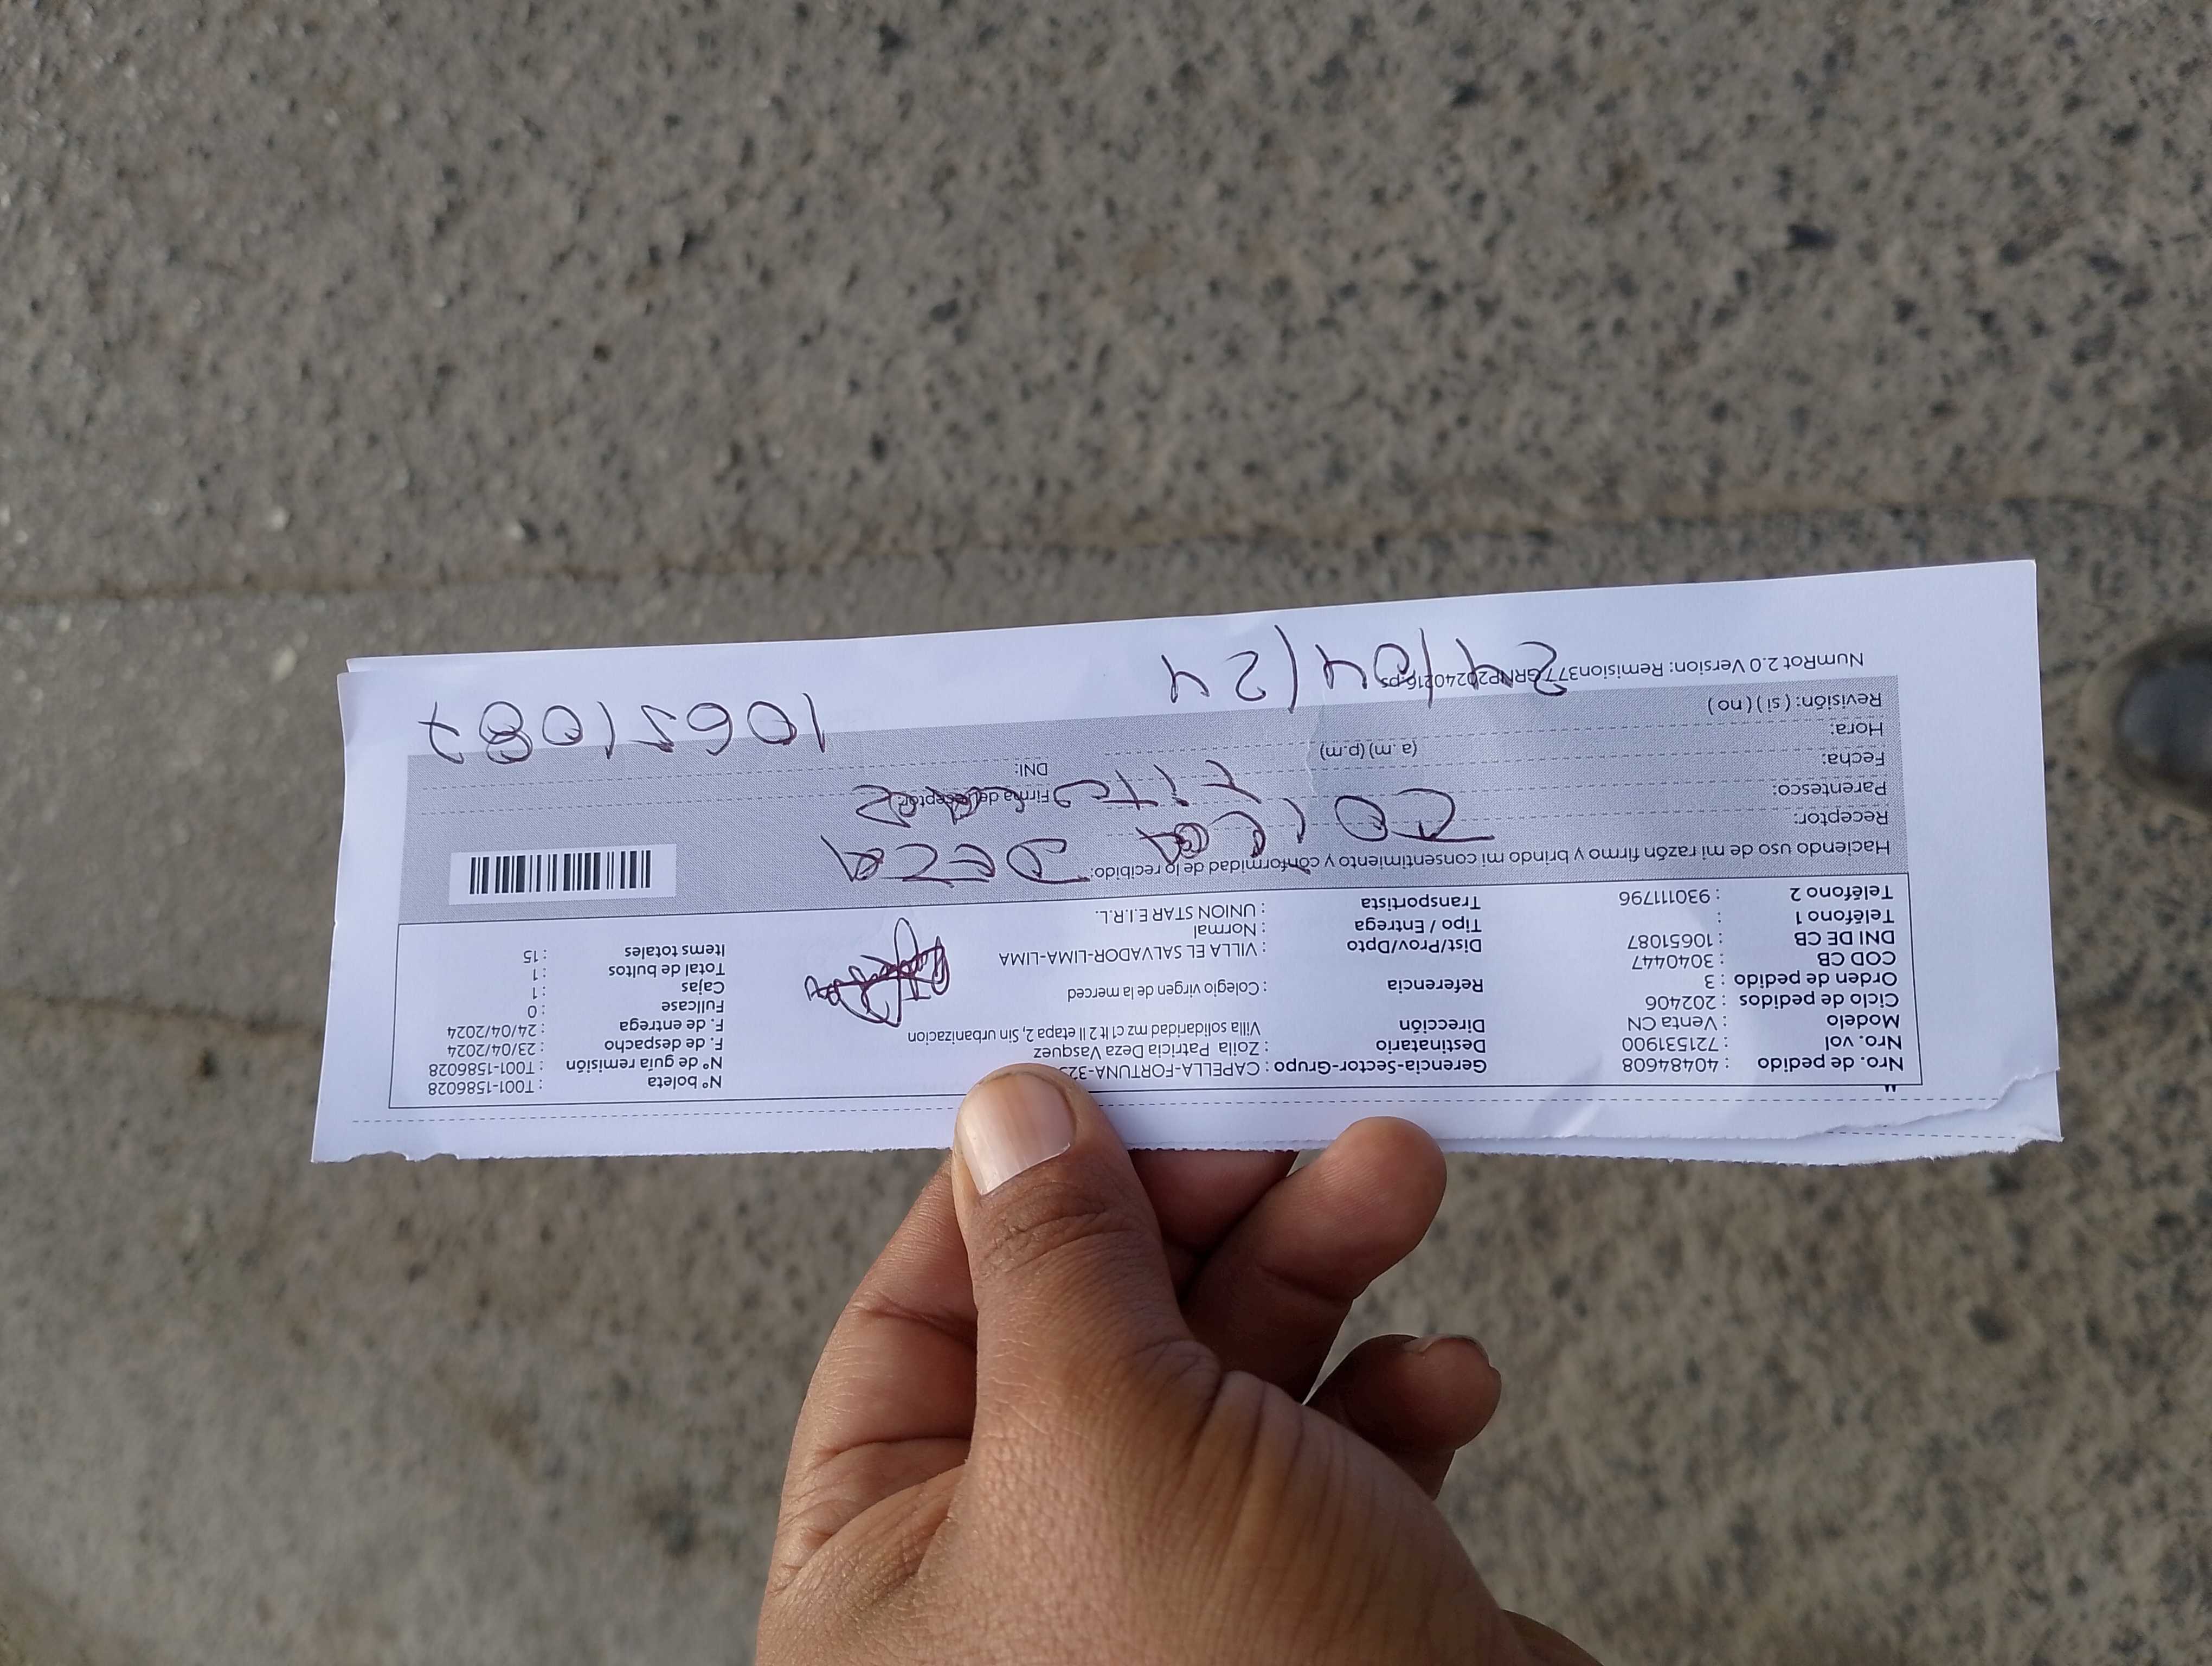 Nro. de pedido : 40484608 Gerencia-Sector-Grupo : CAPELLA-FORTUNA-32 Nº boleta : T001-1586028
Nro. vol : 721531900 Destinatario : Zoila Patricia Deza Vasquez Nº de guía remisión : T001-1586028
Modelo : Venta CN Dirección Villa solidaridad mz c1 lt 2 ll etapa 2, Sin urbanizacion F. de despacho : 23/04/2024
Ciclo de pedidos : 202406 F. de entrega : 24/04/2024
Orden de pedido : 3 Referencia : Colegio virgen de la merced Fullcase : 0
COD CB : 3040447 Cajas : 1
DNI DE CB : 10651087 Dist/Prov/Dpto : VILLA EL SALVADOR-LIMA-LIMA Total de bultos : 1
Teléfono 1 : Tipo / Entrega : Normal Items totales : 15
Teléfono 2 : 930111796 Transportista : UNION STAR E.I.R.L.
Haciendo uso de mi razón firmo y brindo mi consentimiento y conformidad de lo recibido:
Receptor: Zoila Deza
Parentesco: Titular Firma del receptor:
Fecha: DNI:
Hora: (a. m) (p.m)
Revisión: ( si ) ( no )
10651087
NumRot 2.0 Version: Remision377GRNP20240216.ps
24/04/24